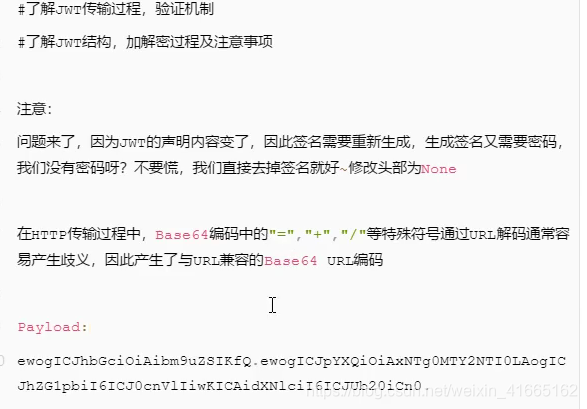 #了解JWT传输过程，验证机制
#了解JWT结构，加解密过程及注意事项
注意：
问题来了，因为JWT的声明内容变了，因此签名需要重新生成，生成签名又需要密码，
我们没有密码呀？不要慌，我们直接去掉签名就好~修改头部为None
在HTTP传输过程中，Base64编码中的"=","+","/"等特殊符号通过URL解码通常容
易产生歧义，因此产生了与URL兼容的Base64 URL编码
Payload:
ewogICJhbGciOiAibm9uZSIKfQ.ewogICJpYXQiOiAxNTg0MTY2NTI0LAogIC
JhZG1pbiI6ICJ0cnVlIiwKICAidXNlciI6ICJUb20iCn0.
https://blog.csdn.net/weixin_41665162